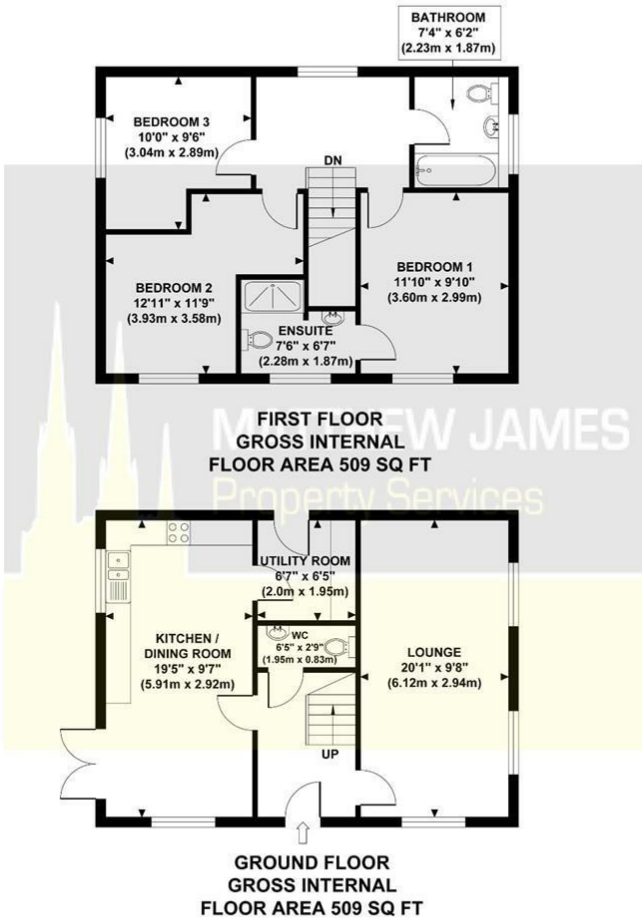 BATHROOM
7'4" x 6'2"
(2.23m x 1.87m)
BEDROOM 3
10'0" x 9'6"
(3.04m x 2.89m)
DN
BEDROOM 2
12'11" x 11'9"
(3.93m x 3.58m)
BEDROOM 1
11'10" x 9'10"
(3.60m x 2.99m)
ENSUITE
7'6" x 6'7"
(2.28m x 1.87m)
FIRST FLOOR
GROSS INTERNAL
FLOOR AREA 509 SQ FT
MATTHEW JAMES
Property Services
UTILITY ROOM
6'7" x 6'5"
(2.0m x 1.95m)
WC
6'5" x 2'9"
(1.95m x 0.83m)
KITCHEN /
DINING ROOM
19'5" x 9'7"
(5.91m x 2.92m)
LOUNGE
20'1" x 9'8"
(6.12m x 2.94m)
UP
GROUND FLOOR
GROSS INTERNAL
FLOOR AREA 509 SQ FT